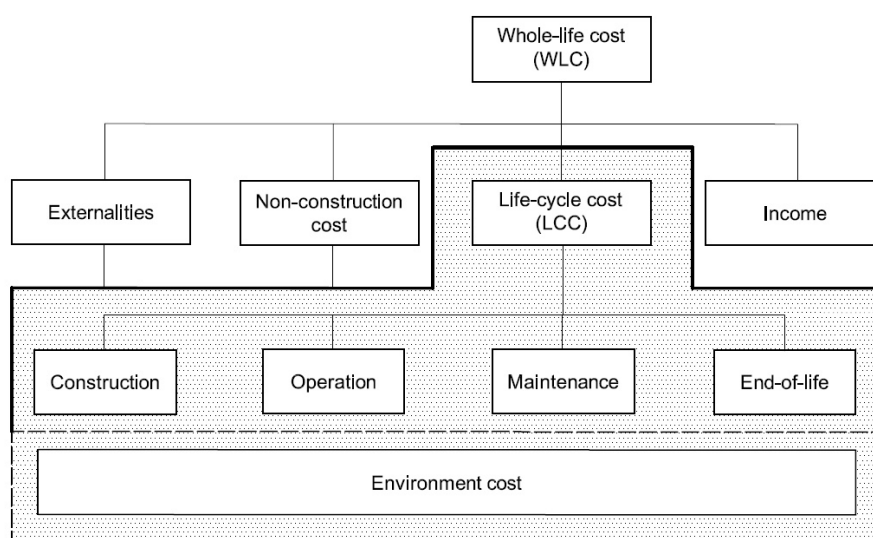 Whole-life cost
(WLC)
Externalities
Non-construction
cost
Life-cycle cost
(LCC)
Income
Construction
Operation
Maintenance
End-of-life
Environment cost